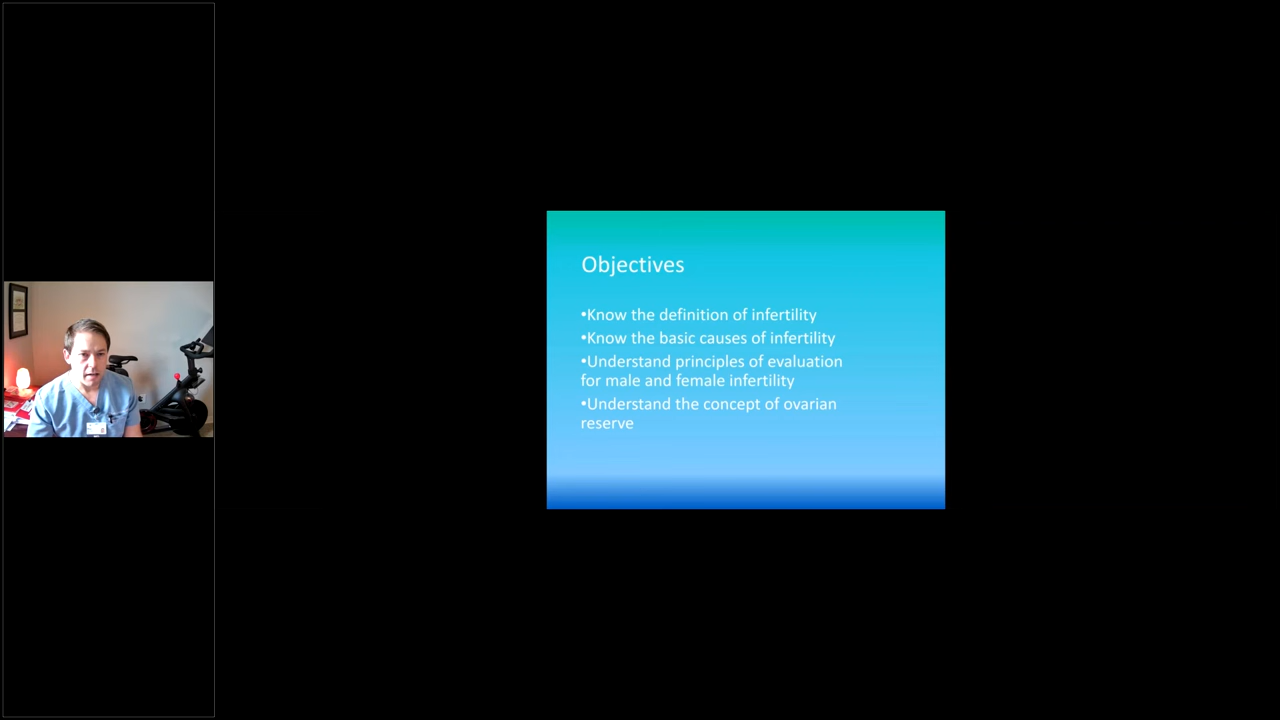 Objectives
•Know the definition of infertility
•Know the basic causes of infertility
•Understand principles of evaluation
for male and female infertility
•Understand the concept of ovarian
reserve